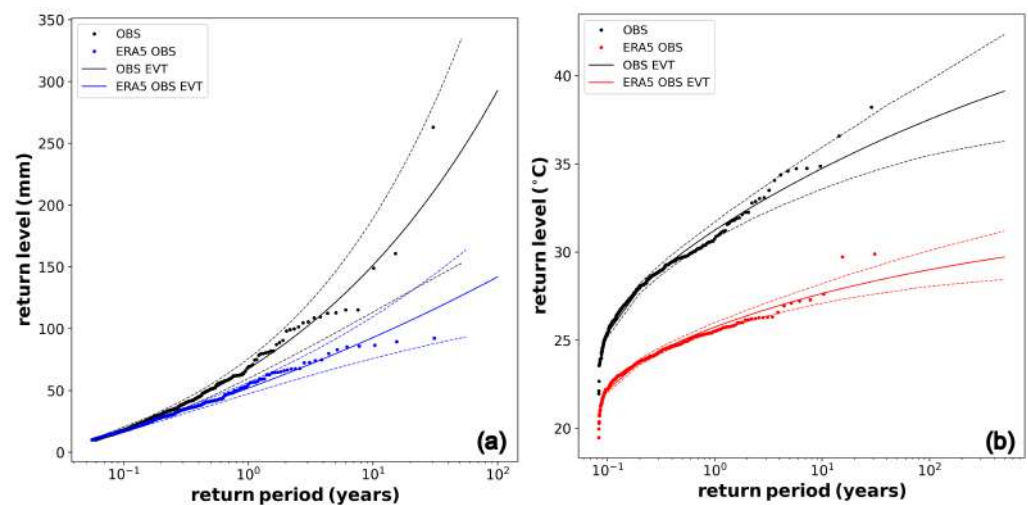 350
300
250
200
150
100
50
0
return level (mm)
OBS
ERA5 OBS
OBS EVT
ERA5 OBS EVT
(a)
10⁻¹
10⁰
10¹
10²
return period (years)
40
35
30
25
20
return level (°C)
OBS
ERA5 OBS
OBS EVT
ERA5 OBS EVT
(b)
10⁻¹
10⁰
10¹
10²
return period (years)